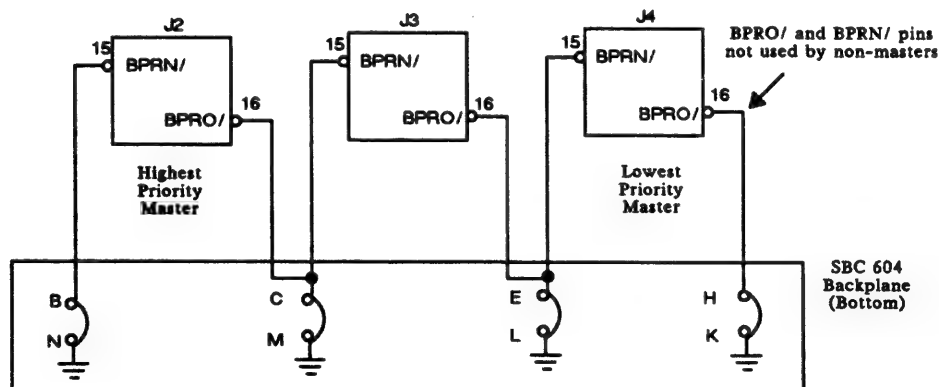 J2
J3
J4
BPRO/ and BPRN/ pins
not used by non-masters
15
BPRN/
16
BPRO/
15
BPRN/
16
BPRO/
15
BPRN/
16
BPRO/
Highest
Priority
Master
Lowest
Priority
Master
SBC 604
Backplane
(Bottom)
B
N
C
M
E
L
H
K